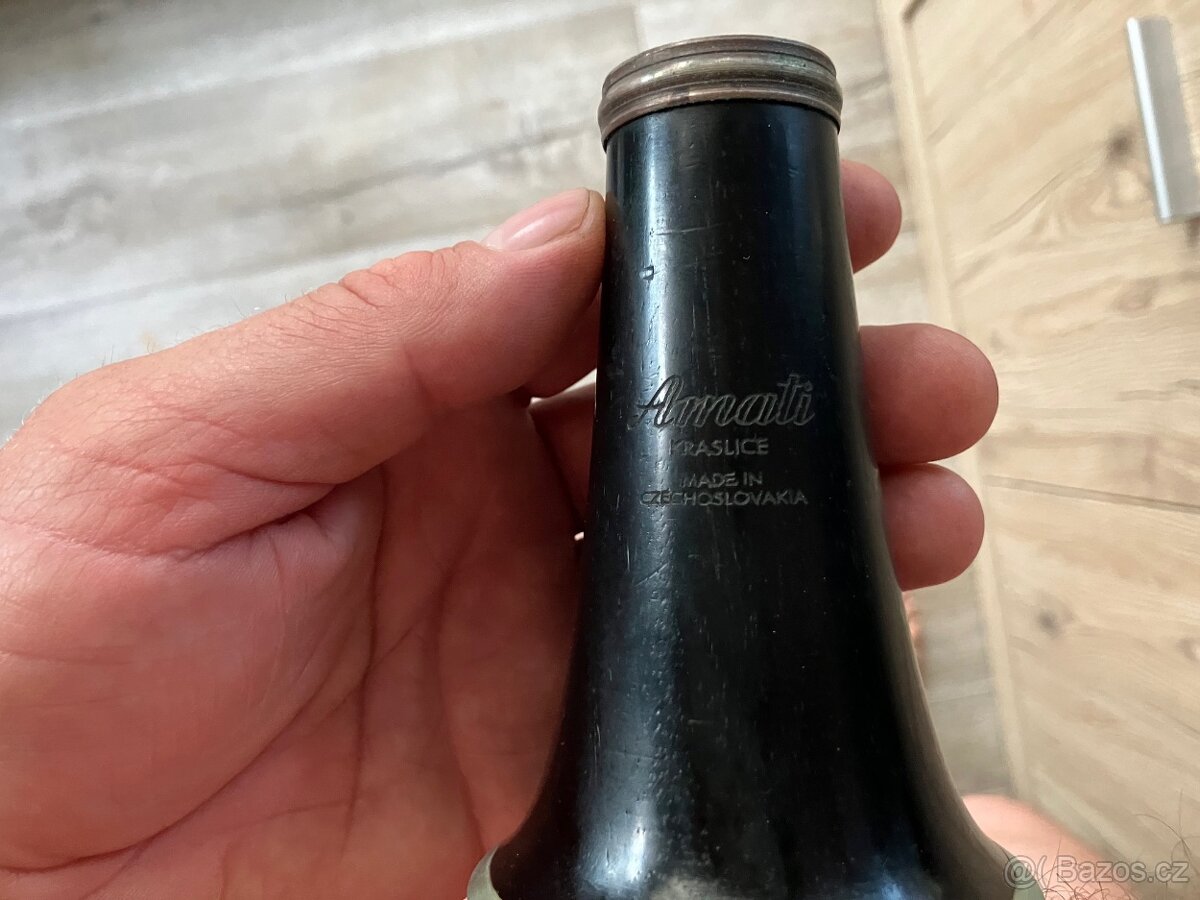 Amati
KRASLICE
MADE IN
CZECHOSLOVAKIA
@( Bazos.cz